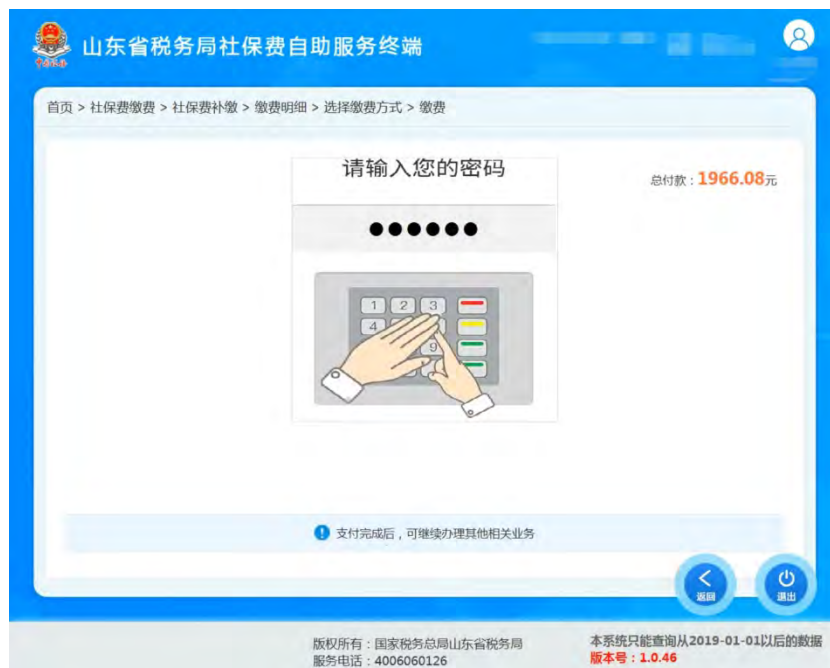 山东省税务局社保费自助服务终端
首页 > 社保费缴费 > 社保费补缴 > 缴费明细 > 选择缴费方式 > 缴费
请输入您的密码
总付款：1966.08元
●●●●●●
1 2 3
4
9
支付完成后，可继续办理其他相关业务
返回
退出
版权所有：国家税务总局山东省税务局
服务电话：4006060126
本系统只能查询从2019-01-01以后的数据
版本号：1.0.46